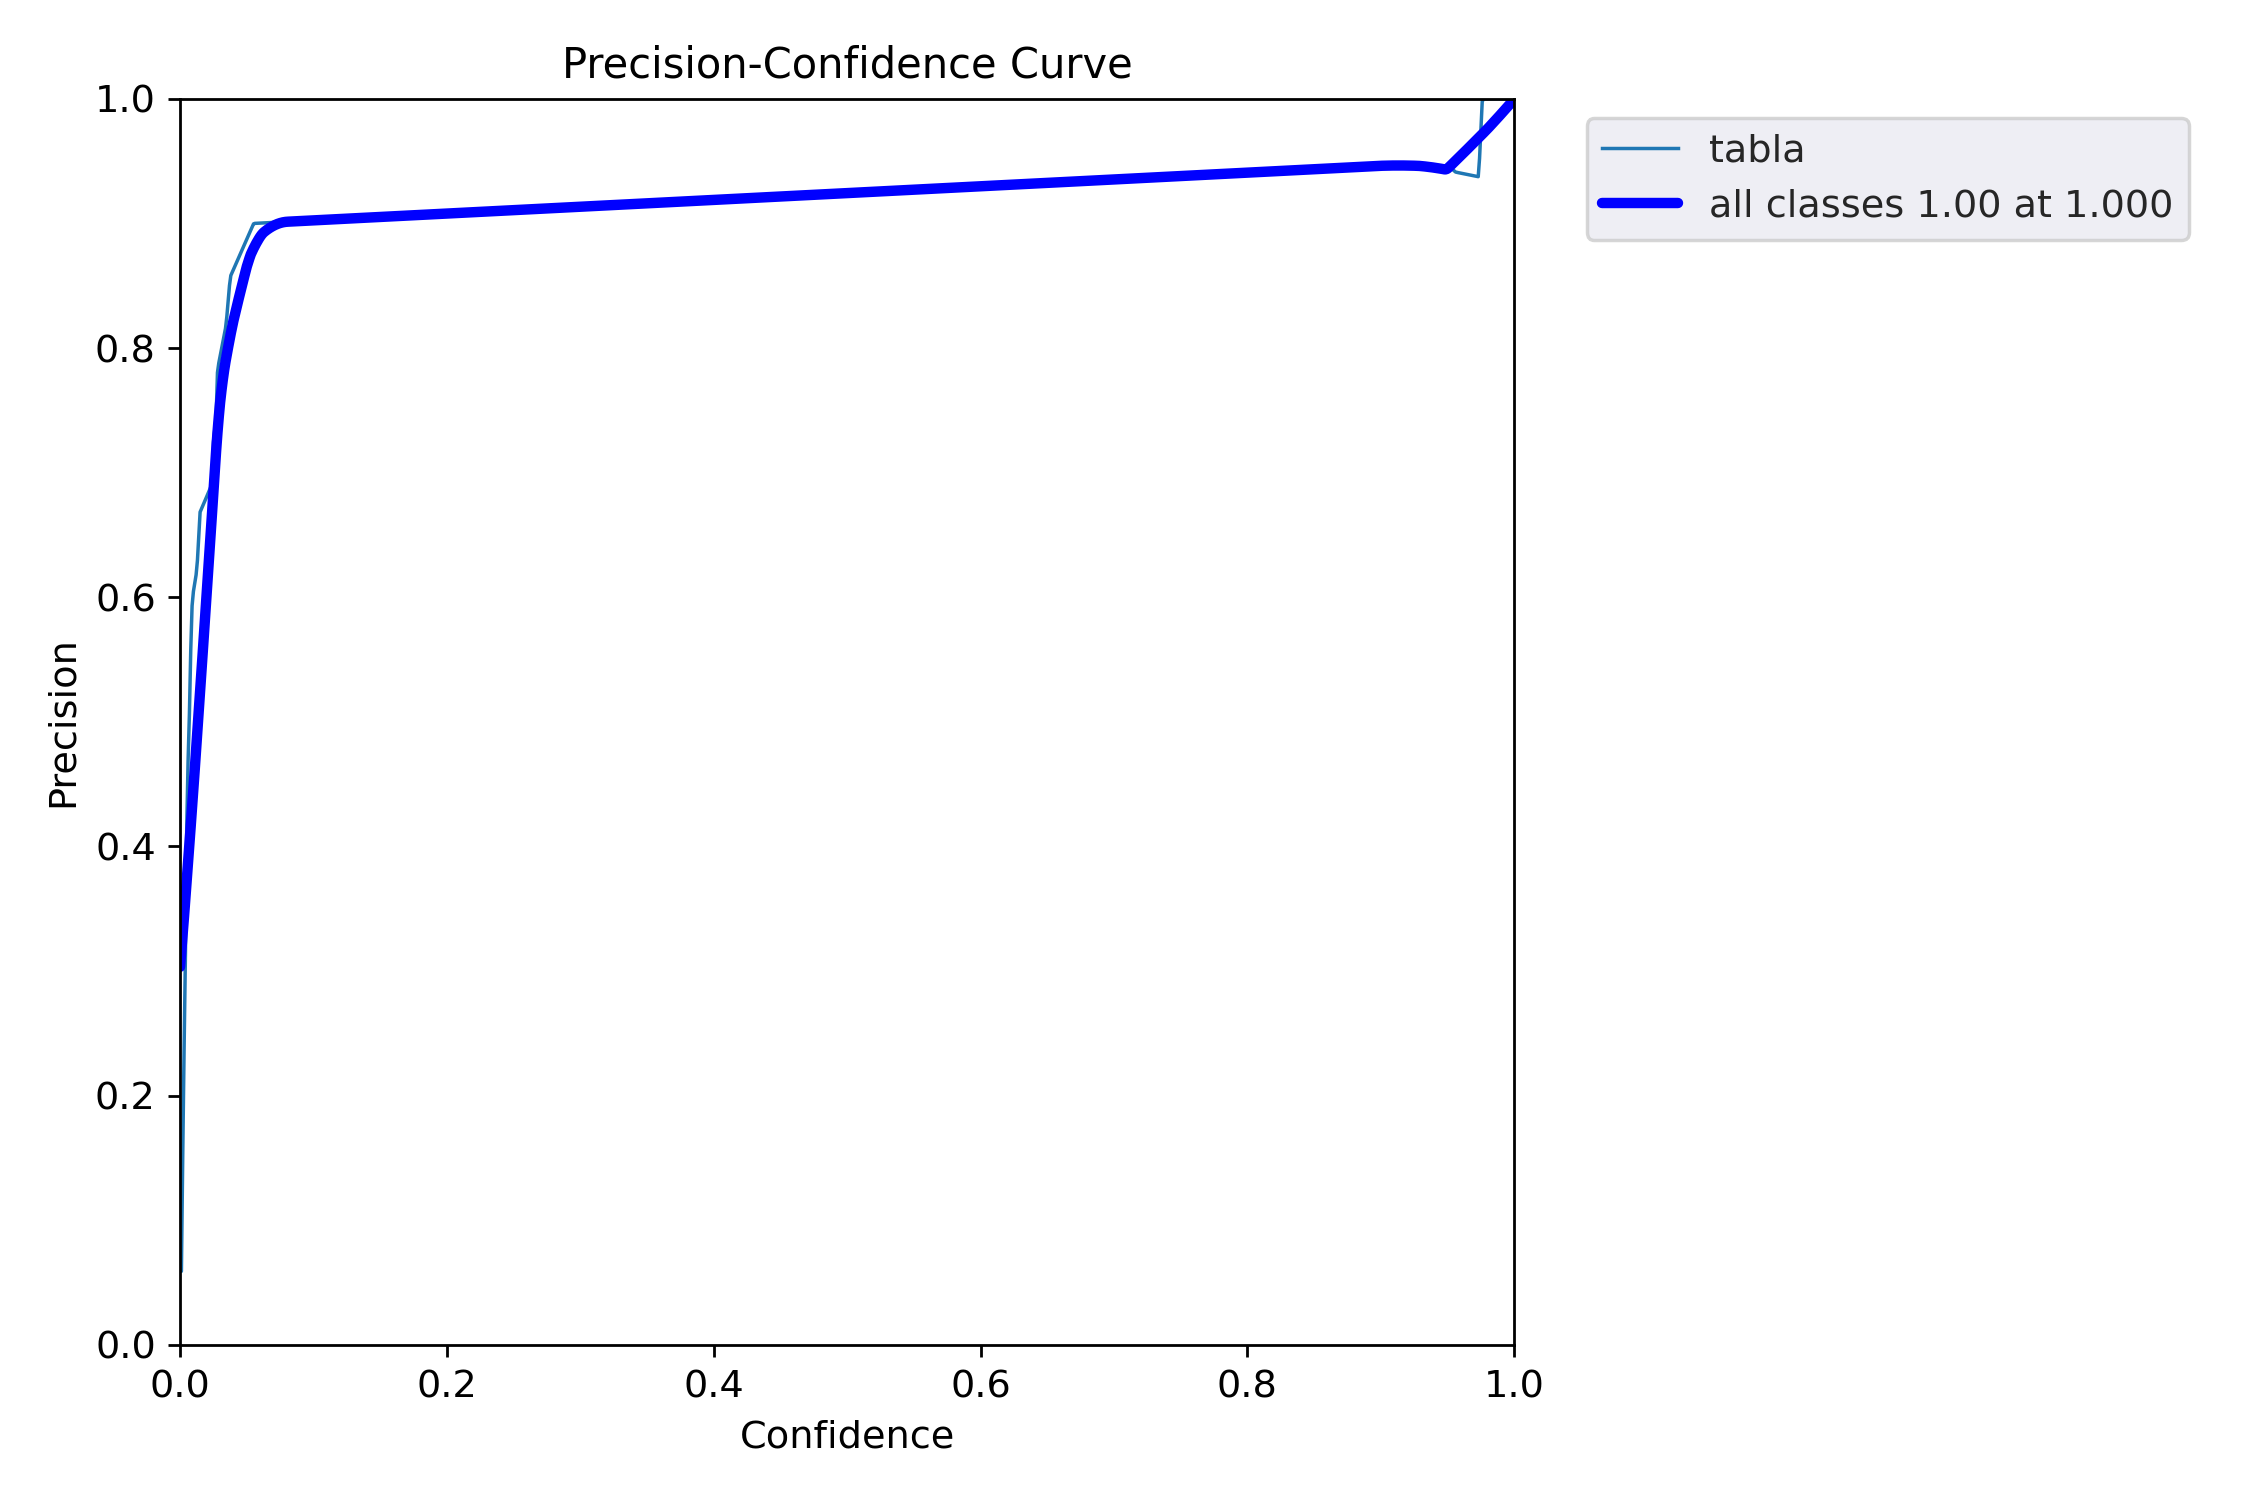 Precision-Confidence Curve
1.0
0.8
0.6
0.4
0.2
0.0
Precision
0.0 0.2 0.4 0.6 0.8 1.0
Confidence
tabla
all classes 1.00 at 1.000